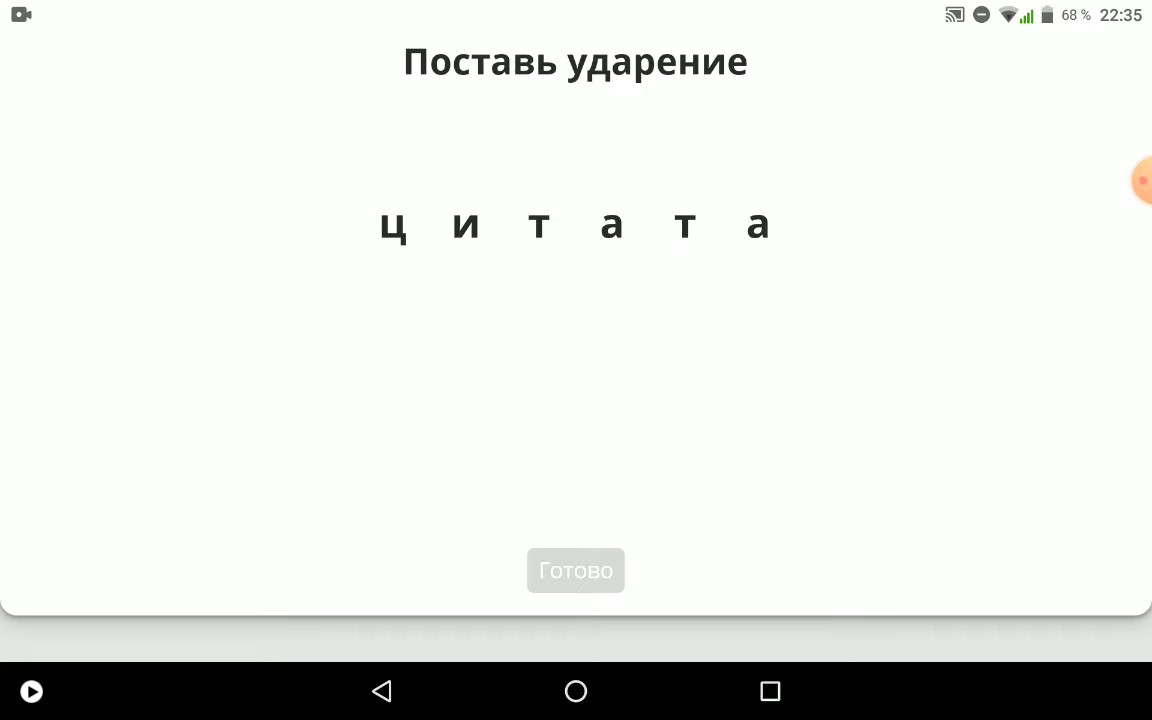 68 % 22:35
Поставь ударение
ц и т а т а
Готово